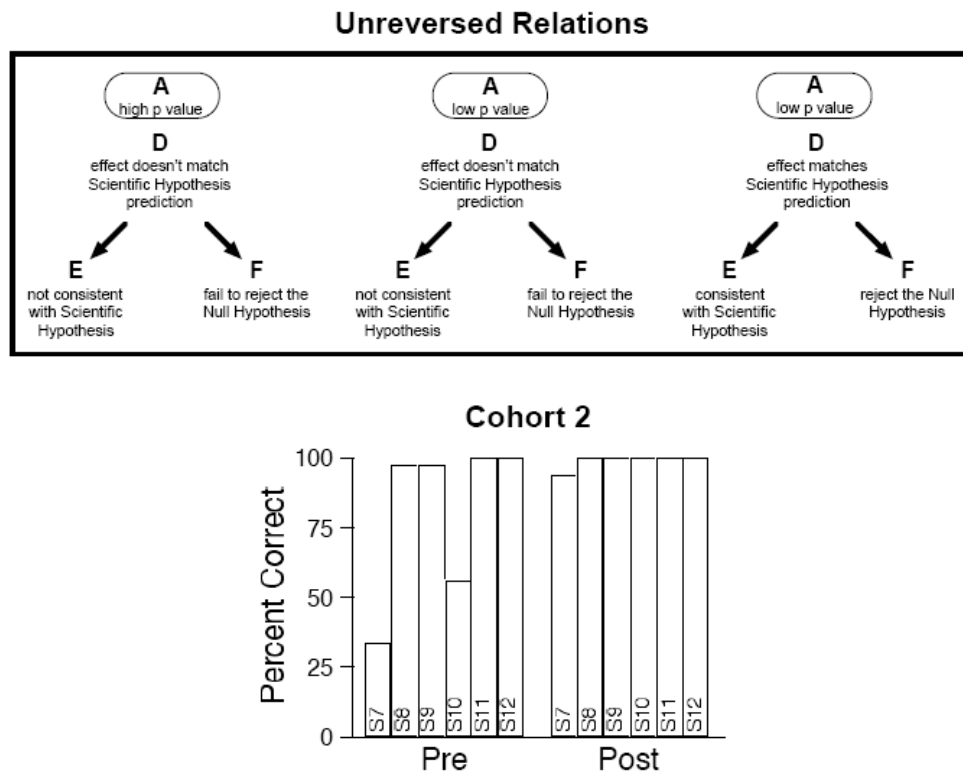 Unreversed Relations
A
high p value
D
effect doesn't match
Scientific Hypothesis
prediction
E
not consistent
with Scientific
Hypothesis
F
fail to reject the
Null Hypothesis
A
low p value
D
effect doesn't match
Scientific Hypothesis
prediction
E
not consistent
with Scientific
Hypothesis
F
fail to reject the
Null Hypothesis
A
low p value
D
effect matches
Scientific Hypothesis
prediction
E
consistent
with Scientific
Hypothesis
F
reject the Null
Hypothesis
Cohort 2
Percent Correct
100
75
50
25
0
S7
S8
S9
S10
S11
S12
S7
S8
S9
S10
S11
S12
Pre
Post